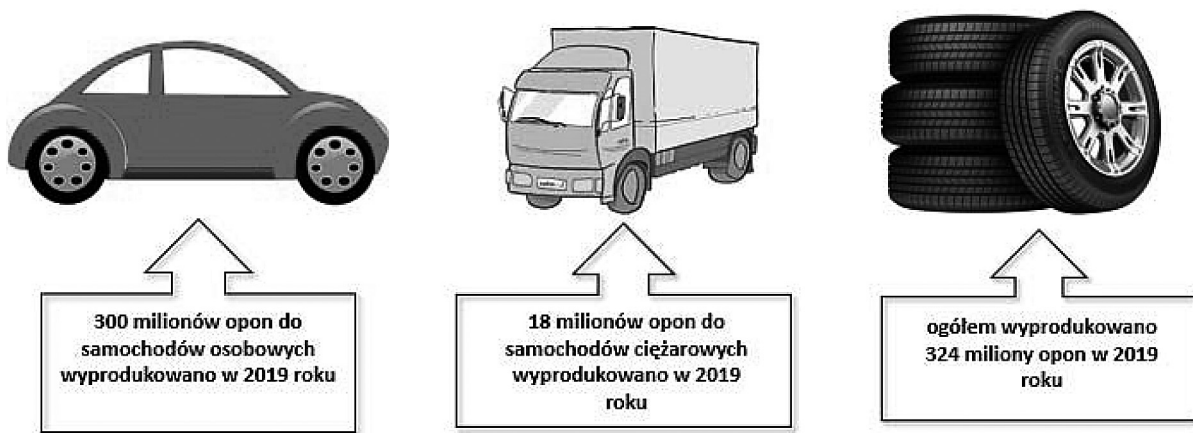 300 milionów opon do
samochodów osobowych
wyprodukowano w 2019 roku
18 milionów opon do
samochodów ciężarowych
wyprodukowano w 2019
roku
ogółem wyprodukowano
324 miliony opon w 2019
roku